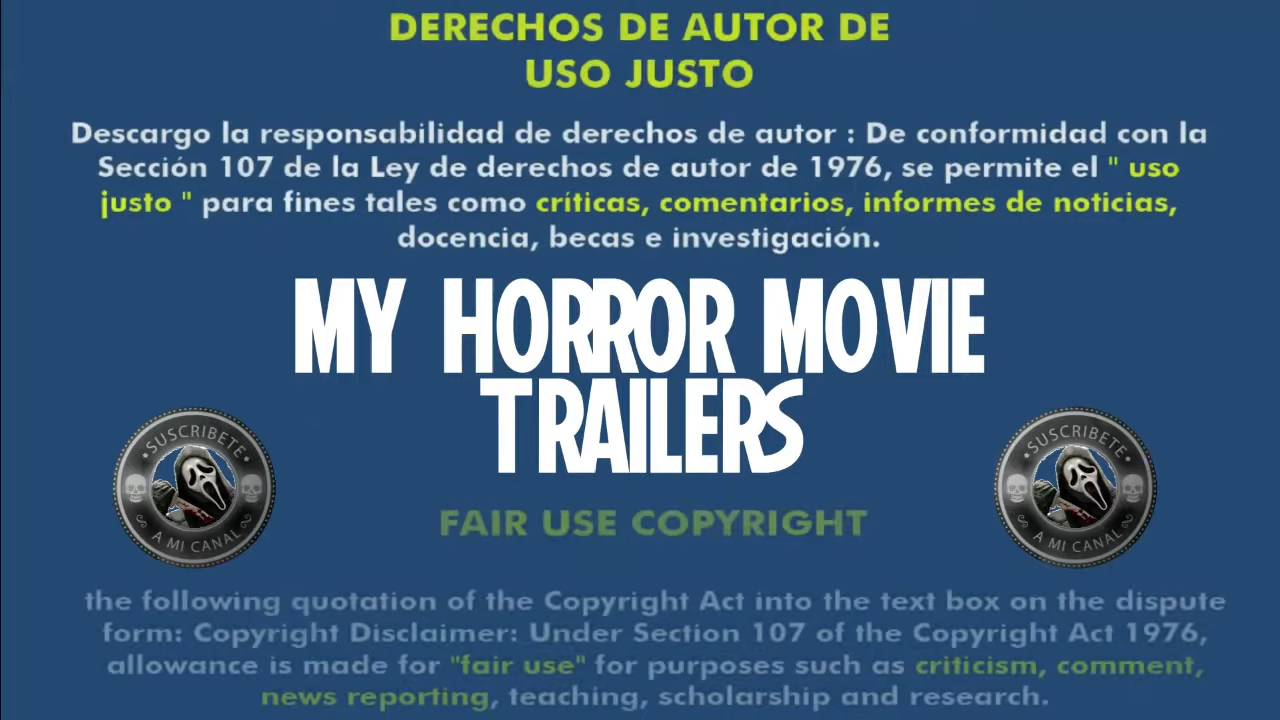 DERECHOS DE AUTOR DE
USO JUSTO
Descargo la responsabilidad de derechos de autor : De conformidad con la
Sección 107 de la Ley de derechos de autor de 1976, se permite el " uso
justo " para fines tales como críticas, comentarios, informes de noticias,
docencia, becas e investigación.
MY HORROR MOVIE
TRAILERS
SUSCRIBETE
A MI CANAL
SUSCRIBETE
A MI CANAL
FAIR USE COPYRIGHT
the following quotation of the Copyright Act into the text box on the dispute
form: Copyright Disclaimer: Under Section 107 of the Copyright Act 1976,
allowance is made for "fair use" for purposes such as criticism, comment,
news reporting, teaching, scholarship and research.